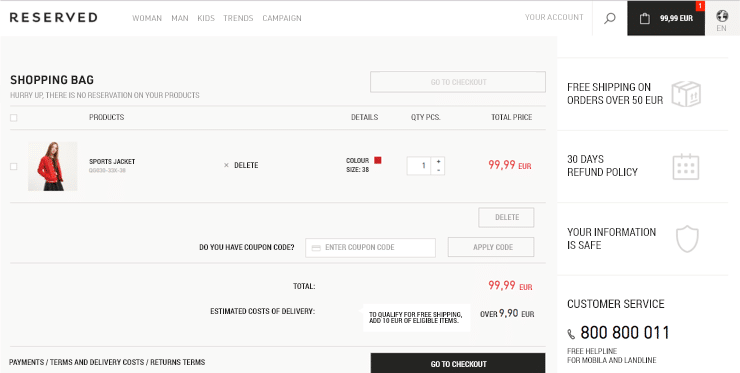 RESERVED
WOMAN MAN KIDS TRENDS CAMPAIGN
YOUR ACCOUNT
99,99 EUR
1
EN
SHOPPING BAG
HURRY UP, THERE IS NO RESERVATION ON YOUR PRODUCTS
GO TO CHECKOUT
PRODUCTS DETAILS QTY PCS. TOTAL PRICE
SPORTS JACKET
× DELETE
COLOUR
SIZE: 38
1
+
-
99,99 EUR
DELETE
DO YOU HAVE COUPON CODE? ENTER COUPON CODE APPLY CODE
TOTAL: 99,99 EUR
ESTIMATED COSTS OF DELIVERY:
TO QUALIFY FOR FREE SHIPPING,
ADD 10 EUR OF ELIGIBLE ITEMS.
OVER 9,90 EUR
PAYMENTS / TERMS AND DELIVERY COSTS / RETURNS TERMS
GO TO CHECKOUT
FREE SHIPPING ON
ORDERS OVER 50 EUR
30 DAYS
REFUND POLICY
YOUR INFORMATION
IS SAFE
CUSTOMER SERVICE
800 800 011
FREE HELPLINE
FOR MOBILA AND LANDLINE